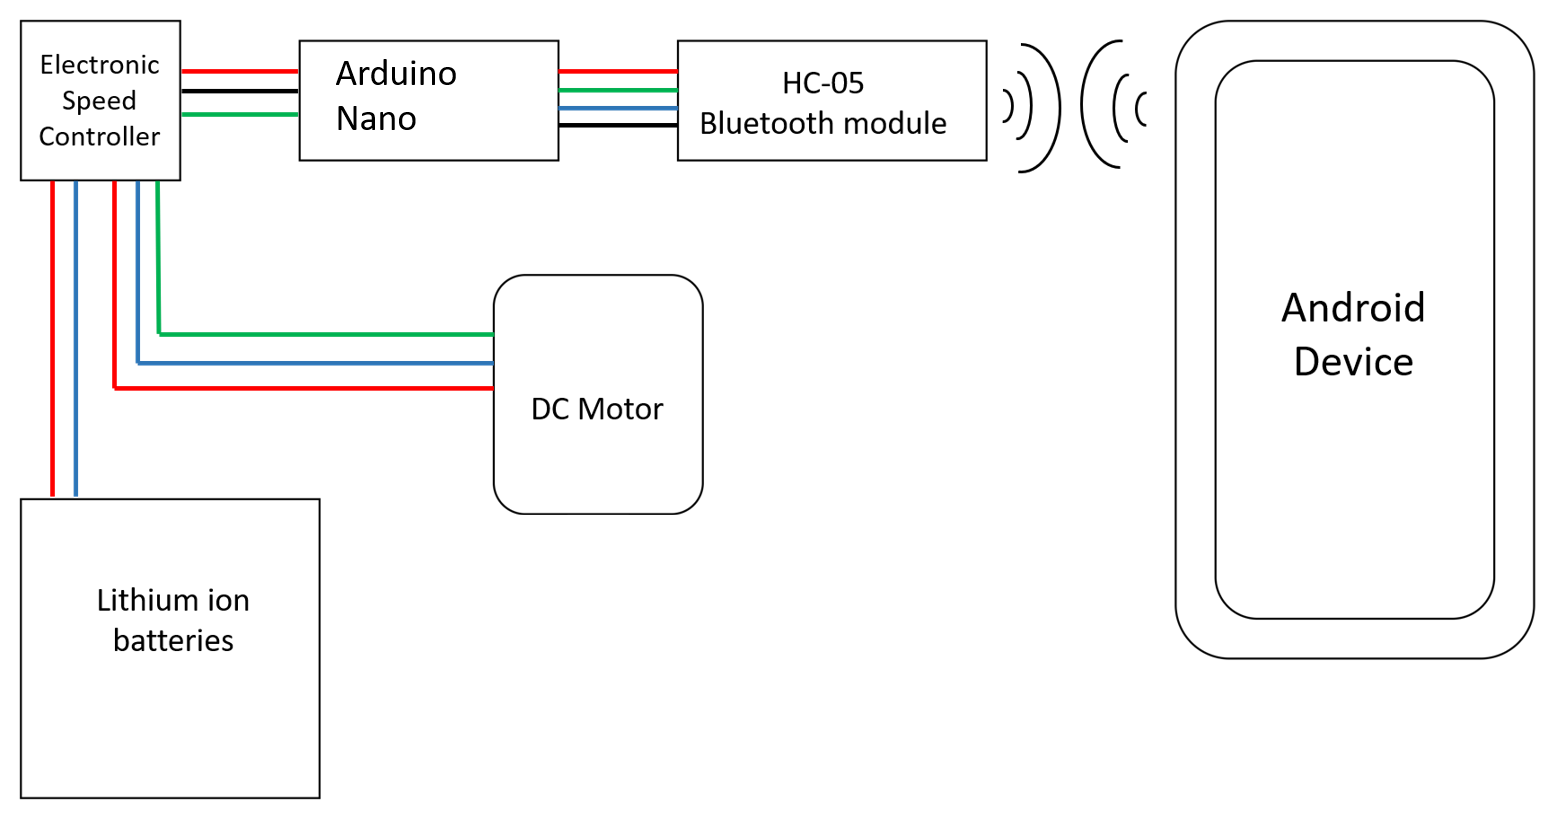 Electronic
Speed
Controller
Arduino
Nano
HC-05
Bluetooth module
Android
Device
DC Motor
Lithium ion
batteries